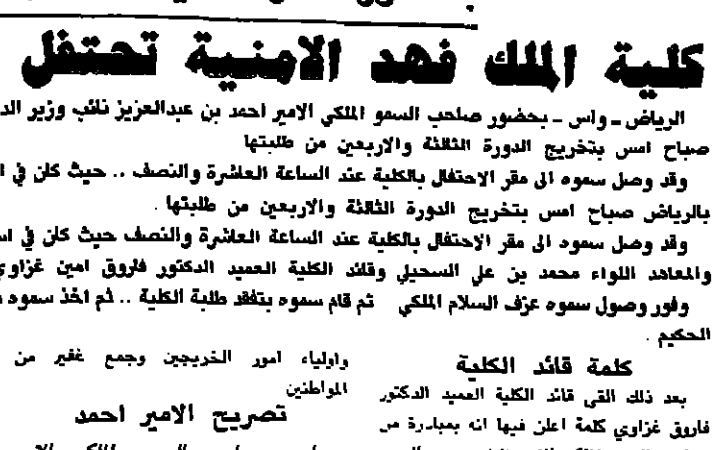 كلية الملك فهد الامنية تحتفل
الرياض ـ واس ـ بحضور صاحب السمو الملكي الامير احمد بن عبدالعزيز نائب وزير
صباح امس بتخريج الدورة الثالثة والاربعين من طلبتها
وقد وصل سموه الى مقر الاحتفال بالكلية عند الساعة العاشرة والنصف .. حيث كان في
بالرياض صباح امس بتخريج الدورة الثالثة والاربعين من طلبتها .
وقد وصل سموه الى مقر الاحتفال بالكلية عند الساعة العاشرة والنصف حيث كان في
والمعاهد اللواء محمد بن علي السحيلي وقائد الكلية العميد الدكتور فاروق امين غزاوي
وفور وصول سموه عزف السلام الملكي ثم قام سموه بتفقد طلبة الكلية .. ثم اخذ سموه
الحكيم .
كلمة قائد الكلية
بعد ذلك القى قائد الكلية العميد الدكتور
فاروق غزاوي كلمة اعلن فيها انه بمبادرة من
واولياء امور الخريجين وجمع غفير من
المواطنين
تصريح الامير احمد